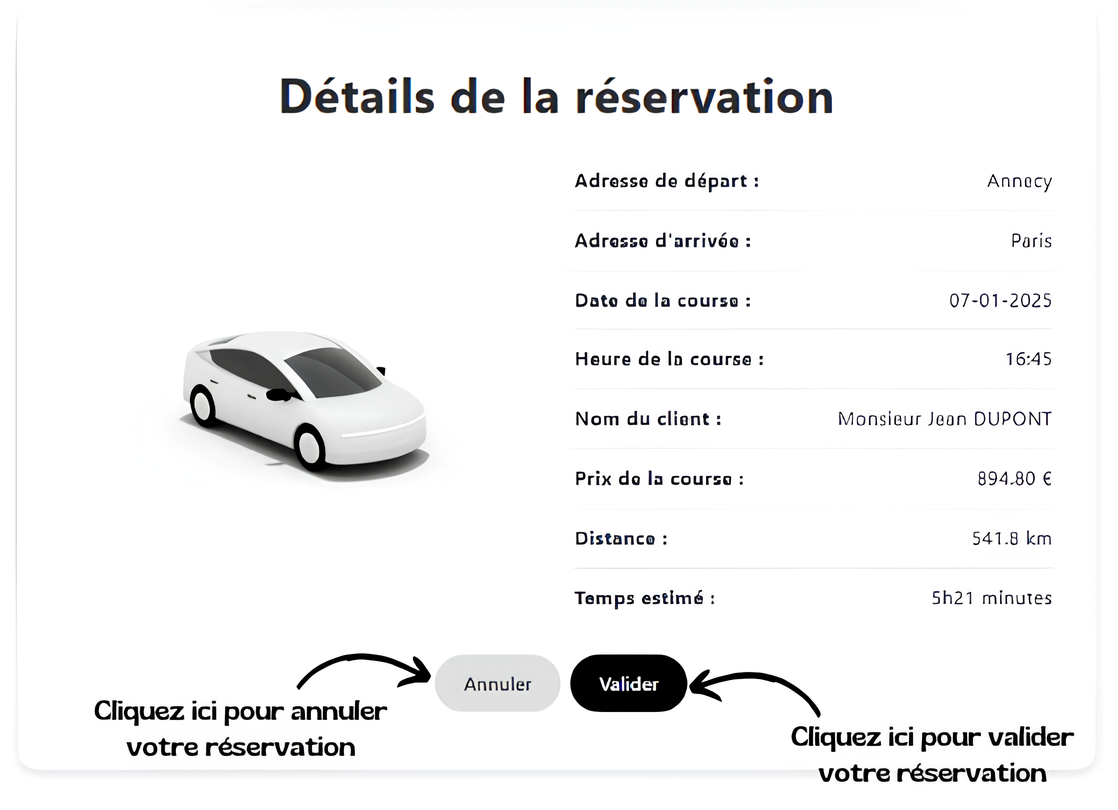 Détails de la réservation
Adresse de départ : Annecy
Adresse d'arrivée : Paris
Date de la course : 07-01-2025
Heure de la course : 16:45
Nom du client : Monsieur Jean DUPONT
Prix de la course : 894.80 €
Distance : 541.8 km
Temps estimé : 5h21 minutes
Annuler Valider
Cliquez ici pour annuler
votre réservation
Cliquez ici pour valider
votre réservation